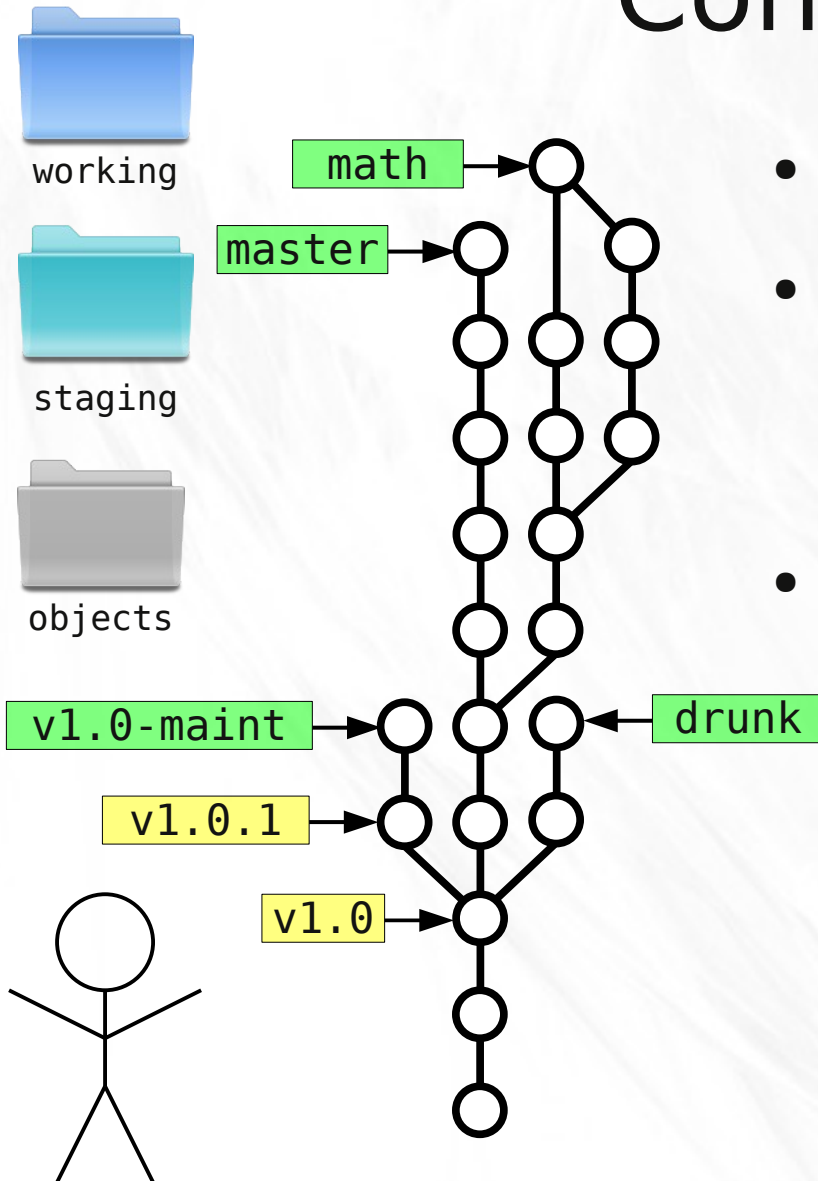 working
math
master
staging
objects
v1.0-maint
drunk
v1.0.1
v1.0